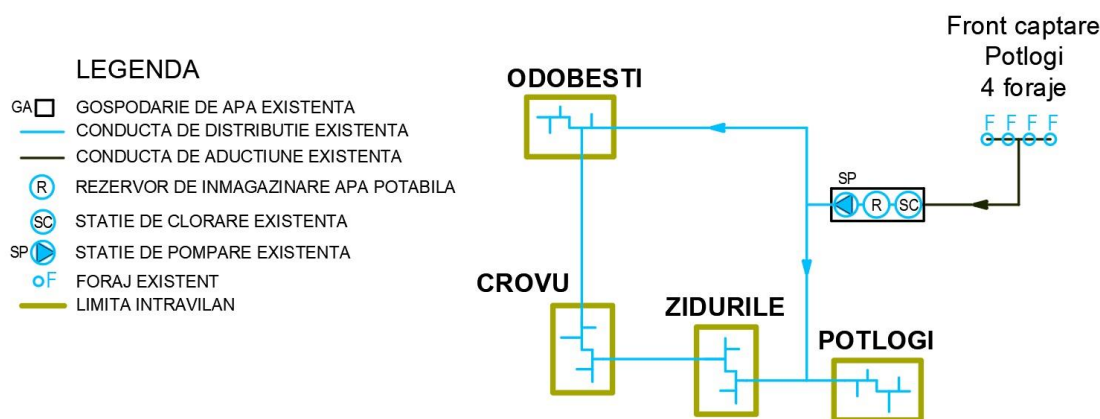 LEGENDA
GA GOSPODARIE DE APA EXISTENTA
CONDUCTA DE DISTRIBUTIE EXISTENTA
CONDUCTA DE ADUCTIUNE EXISTENTA
R REZERVOR DE INMAGAZINARE APA POTABILA
SC STATIE DE CLORARE EXISTENTA
SP STATIE DE POMPARE EXISTENTA
F FORAJ EXISTENT
LIMITA INTRAVILAN
Front captare
Potlogi
4 foraje
F F F F
ODOBESTI
SP
R SC
CROVU
ZIDURILE
POTLOGI